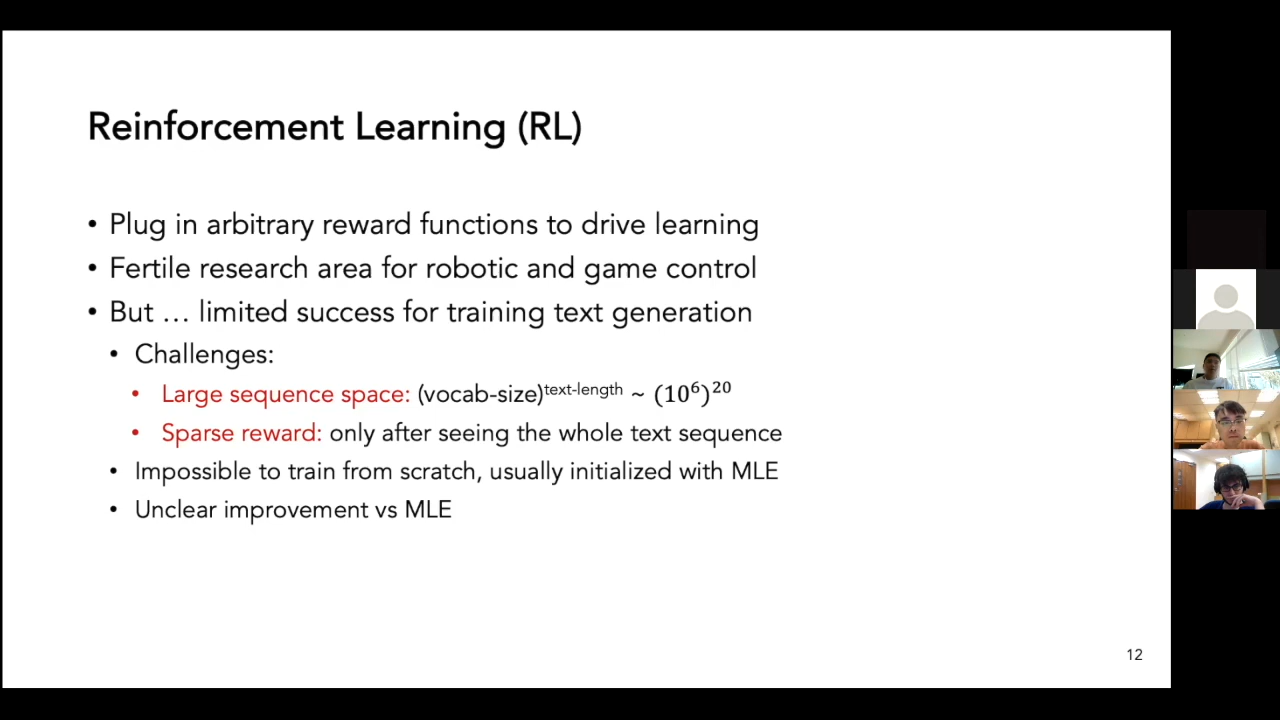 Reinforcement Learning (RL)
• Plug in arbitrary reward functions to drive learning
• Fertile research area for robotic and game control
• But … limited success for training text generation
• Challenges:
• Large sequence space: (vocab-size)^text-length ~ (10^6)^20
• Sparse reward: only after seeing the whole text sequence
• Impossible to train from scratch, usually initialized with MLE
• Unclear improvement vs MLE
12